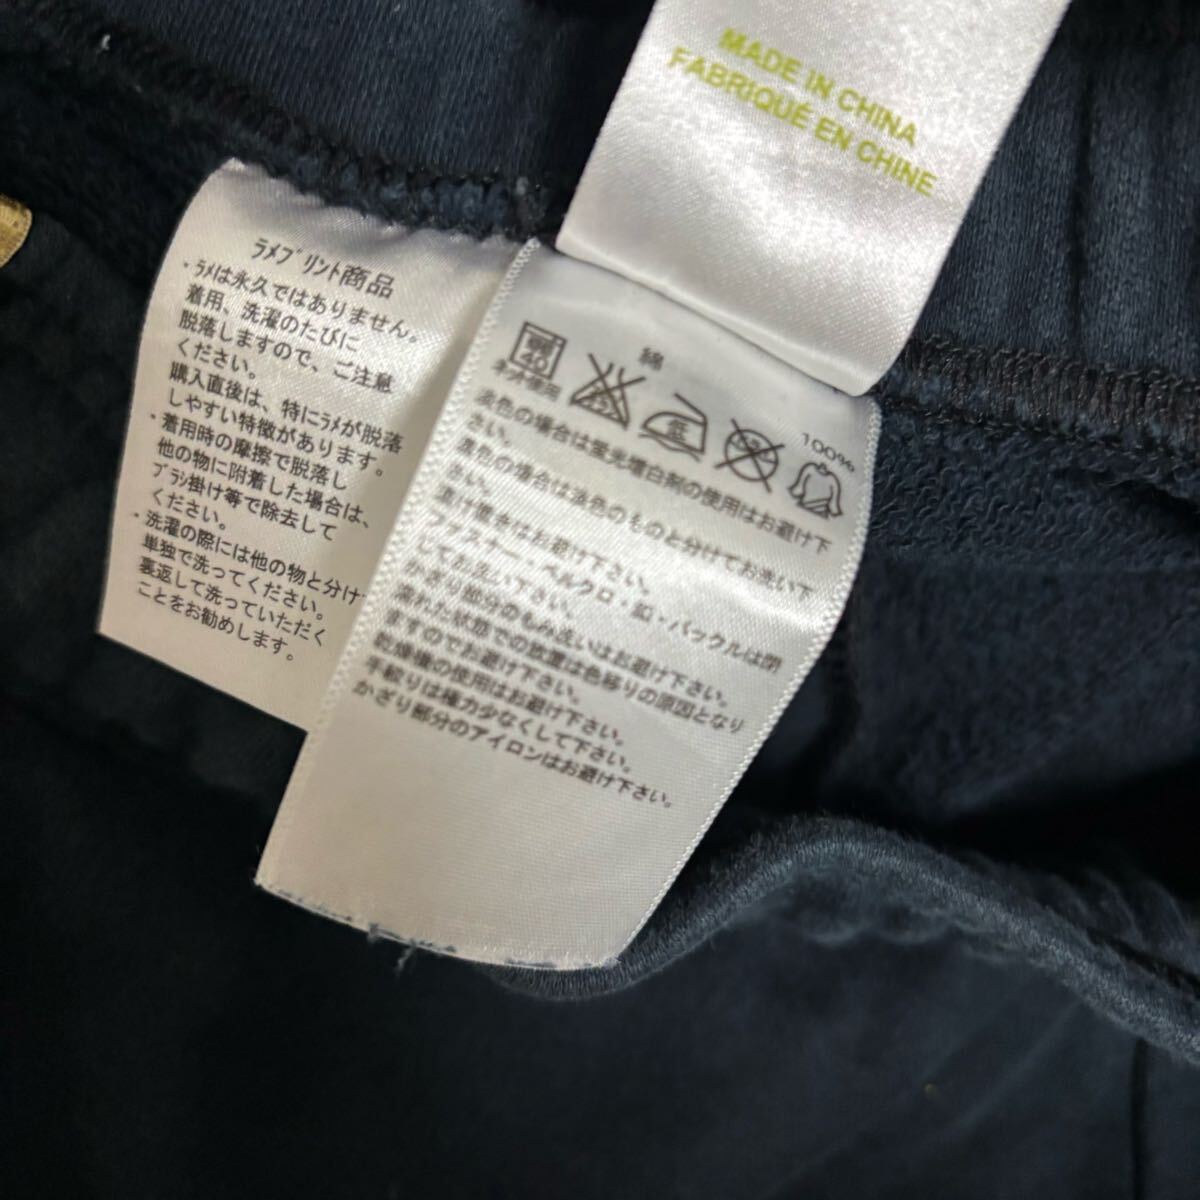 MADE IN CHINA
FABRIQUÉ EN CHINE
ﾗﾒﾌﾟﾘﾝﾄ商品
・ﾗﾒは永久ではありません。
着用、洗濯のたびに
脱落しますので、ご注意
ください。
購入直後は、特にﾗﾒが脱落
しやすい特徴があります。
・着用時の摩擦で脱落し
他の物に附着した場合は、
ﾌﾞﾗｼ掛け等で除去して
ください。
・洗濯の際には他の物と分け
単独で洗ってください。
裏返して洗っていただく
ことをお勧めします。
綿 100%
40
ネット使用
淡色の場合は蛍光増白剤の使用はお避け下
さい。
濃色の場合は淡色のものと分けてお洗い下
さい。
漬け置きはお避け下さい。
ファスナー・ベルクロ・釦・バックルは閉
じてお洗い下さい。
かざり部分のもみ洗いはお避け下さい。
濡れた状態での放置は色移りの原因となり
ますのでお避け下さい。
乾燥機の使用はお避け下さい。
手絞りは極力少なくして下さい。
かざり部分のアイロンはお避け下さい。